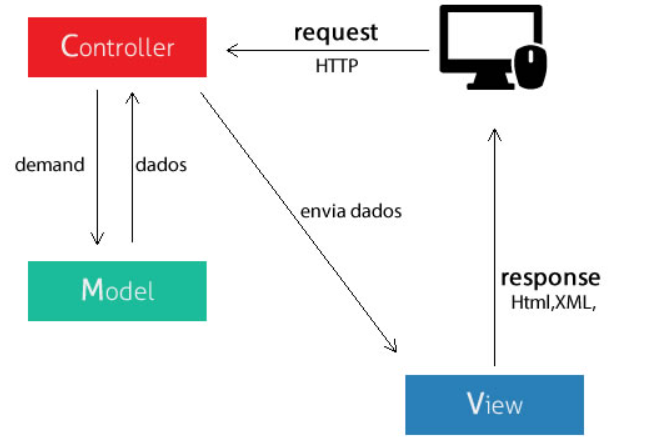 request
Controller
HTTP
demand
dados
envia dados
Model
response
Html,XML,
View